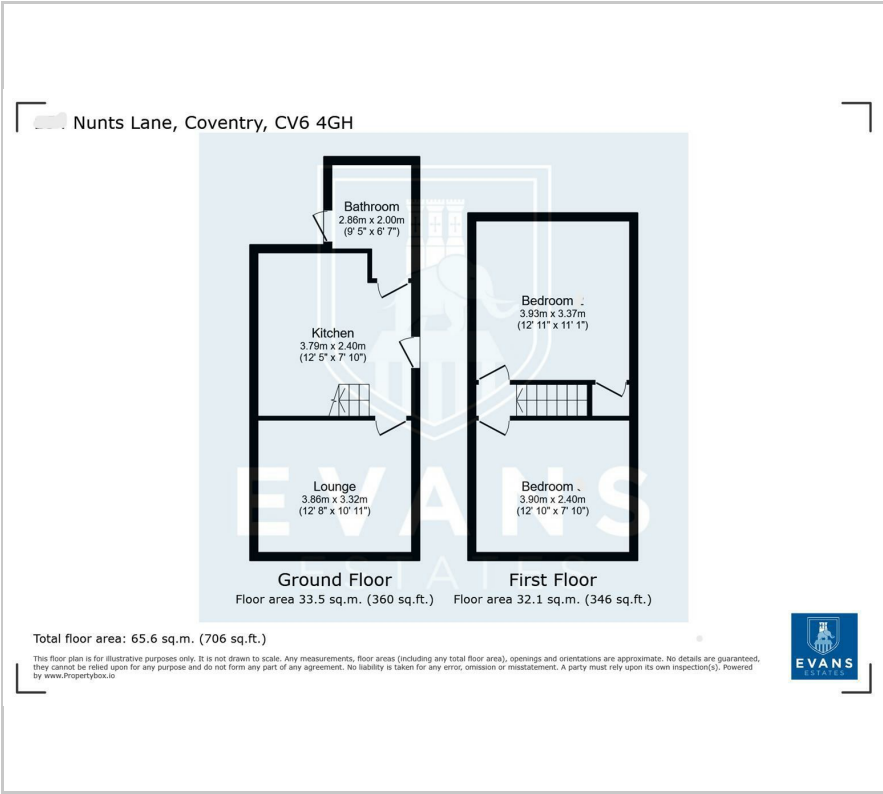 Nunts Lane, Coventry, CV6 4GH
Bathroom
2.86m x 2.00m
(9' 5" x 6' 7")
Kitchen
3.79m x 2.40m
(12' 5" x 7' 10")
Lounge
3.86m x 3.32m
(12' 8" x 10' 11")
Bedroom
3.93m x 3.37m
(12' 11" x 11' 1")
Bedroom
3.90m x 2.40m
(12' 10" x 7' 10")
EVANS
ESTATES
Ground Floor
Floor area 33.5 sq.m. (360 sq.ft.)
First Floor
Floor area 32.1 sq.m. (346 sq.ft.)
Total floor area: 65.6 sq.m. (706 sq.ft.)
This floor plan is for illustrative purposes only. It is not drawn to scale. Any measurements, floor areas (including any total floor area), openings and orientations are approximate. No details are guaranteed,
they cannot be relied upon for any purpose and do not form any part of any agreement. No liability is taken for any error, omission or misstatement. A party must rely upon its own inspection(s). Powered
by www.Propertybox.io
EVANS
ESTATES